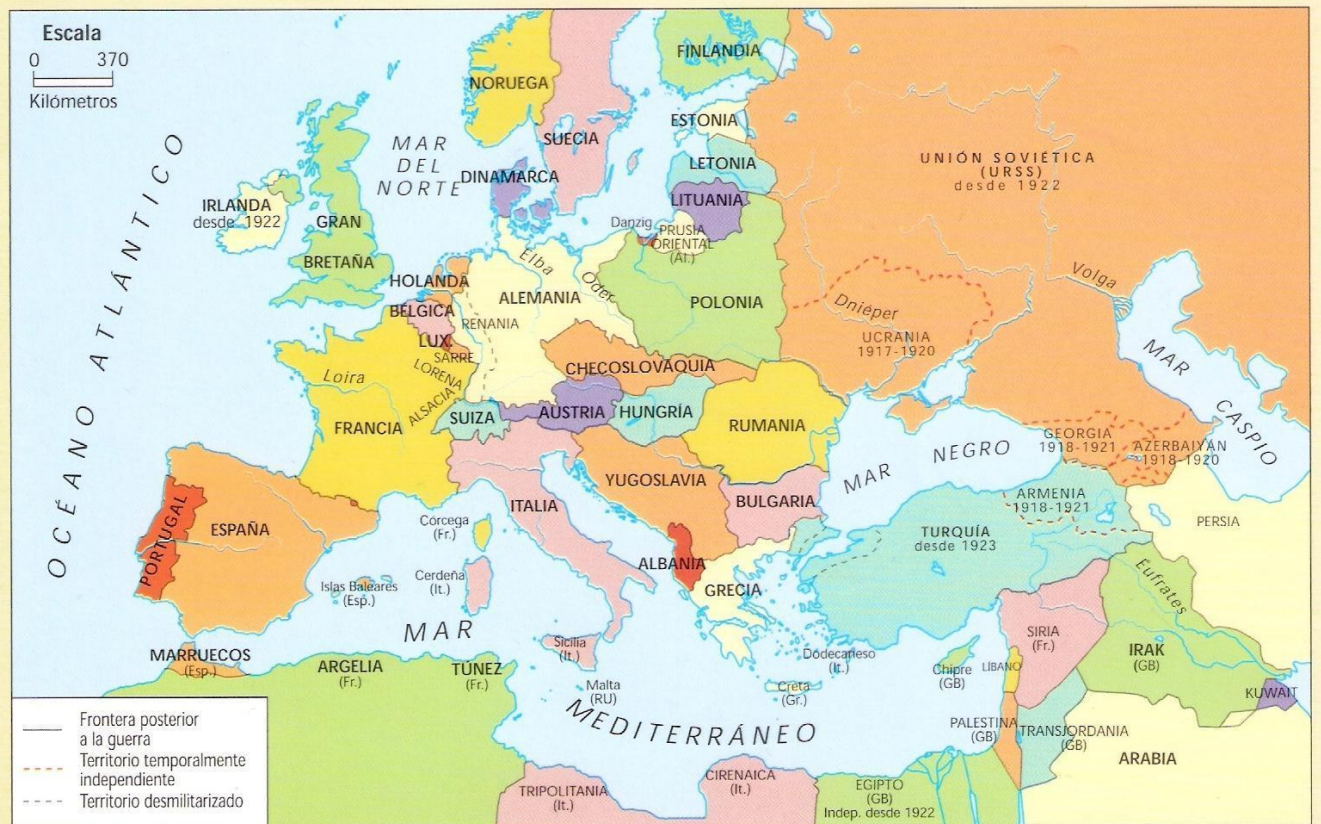 Escala
0 370
Kilómetros
OCÉANO ATLÁNTICO
MAR
DEL
NORTE
NORUEGA
SUECIA
FINLANDIA
ESTONIA
LETONIA
LITUANIA
DINAMARCA
UNIÓN SOVIÉTICA
(URSS)
desde 1922
IRLANDA
desde 1922
GRAN
BRETAÑA
Danzig
PRUSIA
ORIENTAL
(Al.)
HOLANDA
BELGICA
LUX.
RENANIA
SARRE
LORENA
ALSACIA
Elba
Oder
ALEMANIA
POLONIA
Dniéper
UCRANIA
1917-1920
Volga
MAR
CASPIO
CHECOSLOVAQUIA
Loira
FRANCIA
SUIZA
AUSTRIA
HUNGRÍA
RUMANIA
MAR NEGRO
GEORGIA
1918-1921
AZERBAIYÁN
1918-1920
ARMENIA
1918-1921
PERSIA
PORTUGAL
ESPAÑA
Islas Baleares
(Esp.)
Córcega
(Fr.)
Cerdeña
(It.)
ITALIA
YUGOSLAVIA
BULGARIA
ALBANIA
GRECIA
TURQUÍA
desde 1923
Éufrates
MARRUECOS
(Esp.)
ARGELIA
(Fr.)
TÚNEZ
(Fr.)
MAR
MEDITERRÁNEO
Sicilia
(It.)
Malta
(RU)
Creta
(Gr.)
Dodecaneso
(It.)
Chipre
(GB)
LÍBANO
SIRIA
(Fr.)
IRAK
(GB)
KUWAIT
PALESTINA
(GB)
TRANSJORDANIA
(GB)
ARABIA
TRIPOLITANIA
(It.)
CIRENAICA
(It.)
EGIPTO
(GB)
Indep. desde 1922
Frontera posterior
a la guerra
Territorio temporalmente
independiente
Territorio desmilitarizado